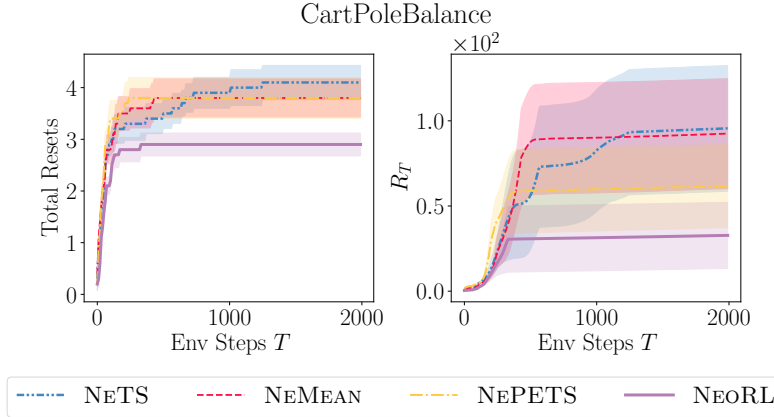 CartPoleBalance
×10²
Total Resets
4
3
2
1
0
0
1000
2000
Env Steps T
R_T
1.0
0.5
0.0
0
1000
2000
Env Steps T
NeTS
NeMean
NePETS
NeoRL